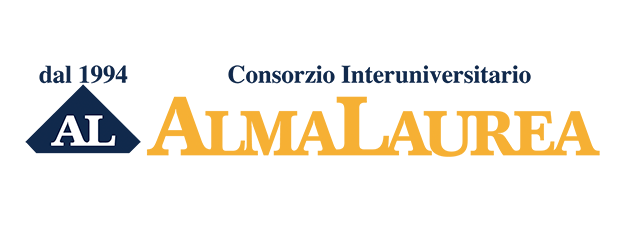 dal 1994
Consorzio Interuniversitario
AL
ALMALAUREA